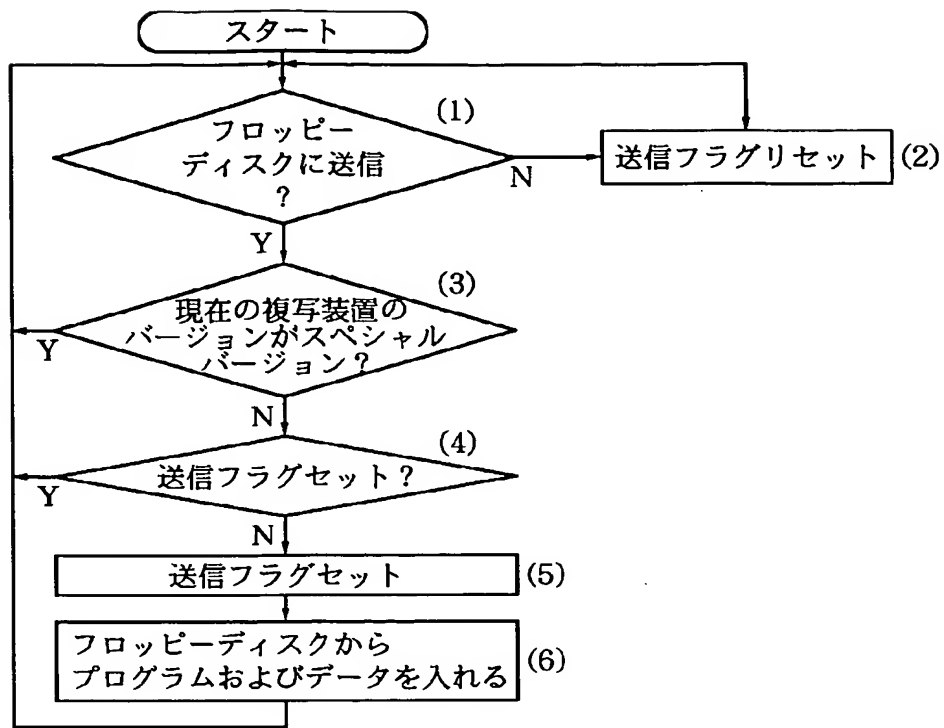 スタート
(1)
フロッピー
ディスクに送信
?
N
送信フラグリセット
(2)
Y
(3)
現在の複写装置の
バージョンがスペシャル
バージョン?
Y
N
(4)
送信フラグセット?
Y
N
送信フラグセット
(5)
フロッピーディスクから
プログラムおよびデータを入れる
(6)